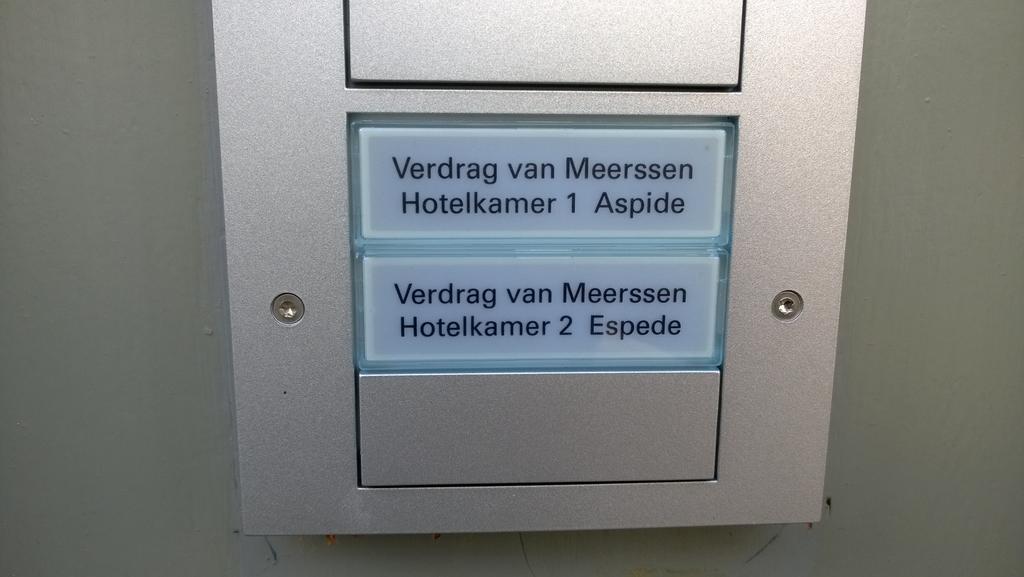 Verdrag van Meerssen
Hotelkamer 1 Aspide
Verdrag van Meerssen
Hotelkamer 2 Espede